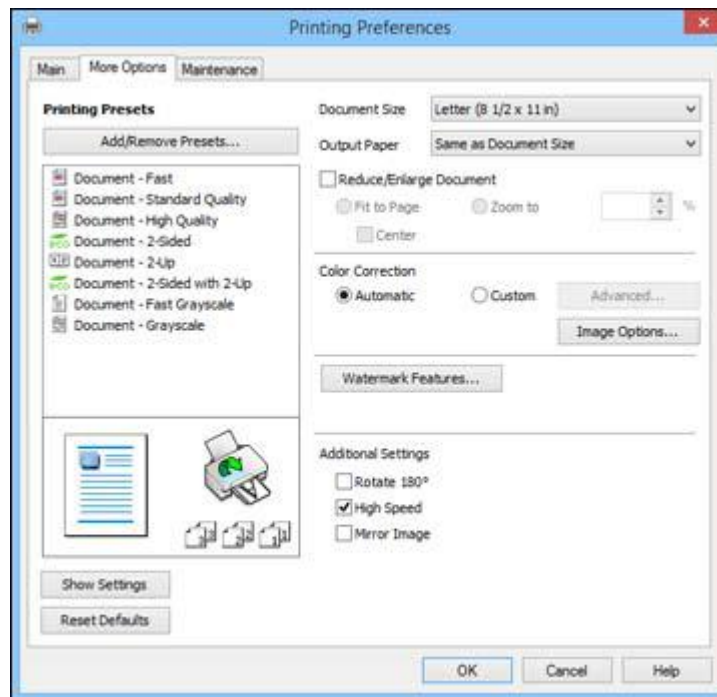 Printing Preferences
Main More Options Maintenance
Printing Presets
Add/Remove Presets...
Document - Fast
Document - Standard Quality
Document - High Quality
Document - 2-Sided
Document - 2-Up
Document - 2-Sided with 2-Up
Document - Fast Grayscale
Document - Grayscale
Show Settings
Reset Defaults
Document Size Letter (8 1/2 x 11 in)
Output Paper Same as Document Size
Reduce/Enlarge Document
Fit to Page Zoom to %
Center
Color Correction
Automatic Custom Advanced...
Image Options...
Watermark Features...
Additional Settings
Rotate 180°
High Speed
Mirror Image
OK Cancel Help